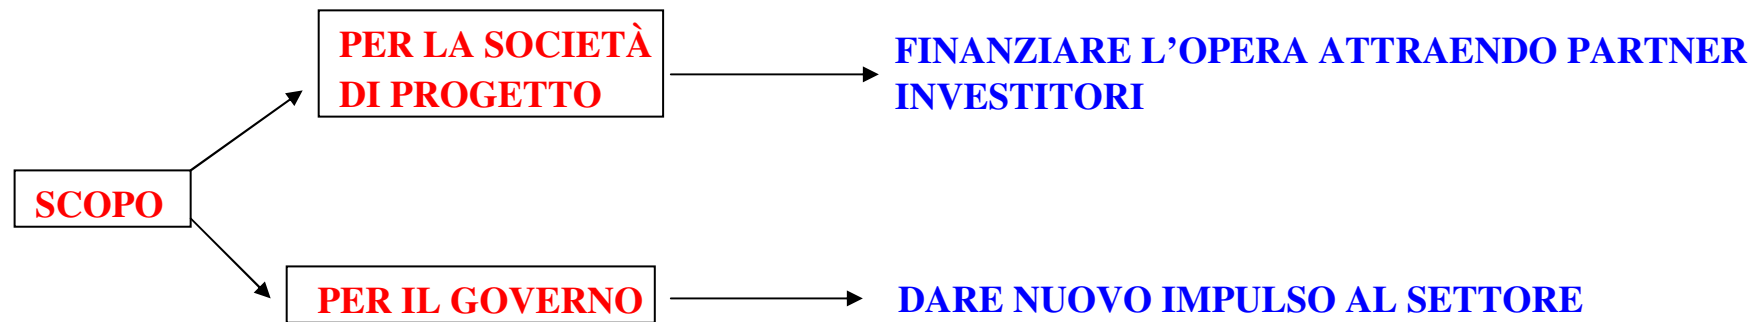 PER LA SOCIETÀ
DI PROGETTO
FINANZIARE L’OPERA ATTRAENDO PARTNER
INVESTITORI
SCOPO
PER IL GOVERNO
DARE NUOVO IMPULSO AL SETTORE